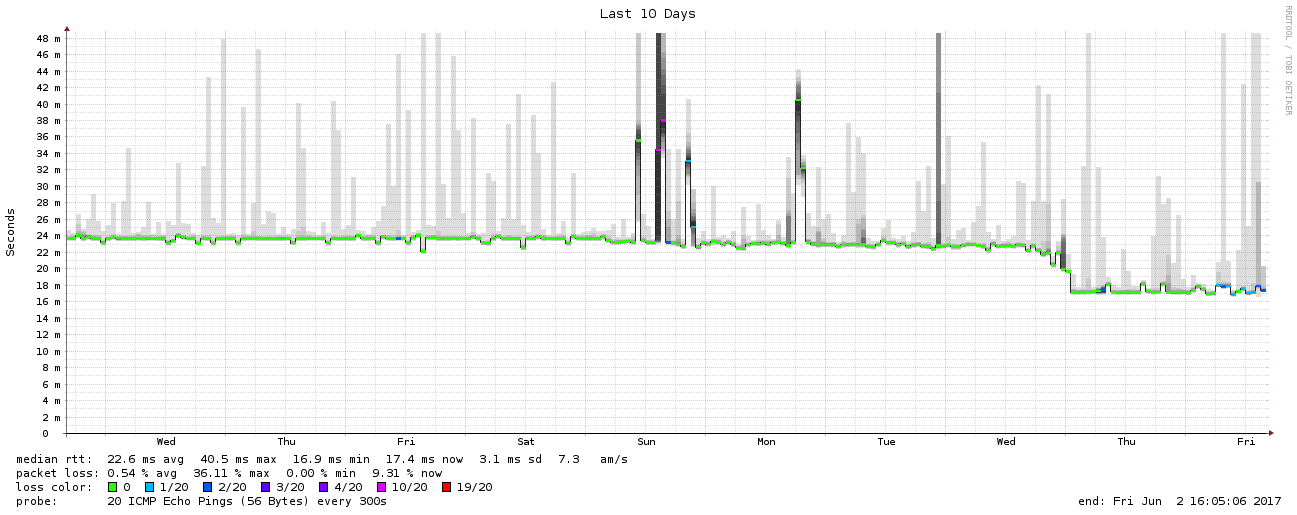 Last 10 Days
RRDTOOL / TOBI OETIKER
Seconds
48 m
46 m
44 m
42 m
40 m
38 m
36 m
34 m
32 m
30 m
28 m
26 m
24 m
22 m
20 m
18 m
16 m
14 m
12 m
10 m
8 m
6 m
4 m
2 m
0
Wed Thu Fri Sat Sun Mon Tue Wed Thu Fri
median rtt: 22.6 ms avg 40.5 ms max 16.9 ms min 17.4 ms now 3.1 ms sd 7.3 am/s
packet loss: 0.54 % avg 36.11 % max 0.00 % min 9.31 % now
loss color: 0 1/20 2/20 3/20 4/20 10/20 19/20
probe: 20 ICMP Echo Pings (56 Bytes) every 300s
end: Fri Jun 2 16:05:06 2017